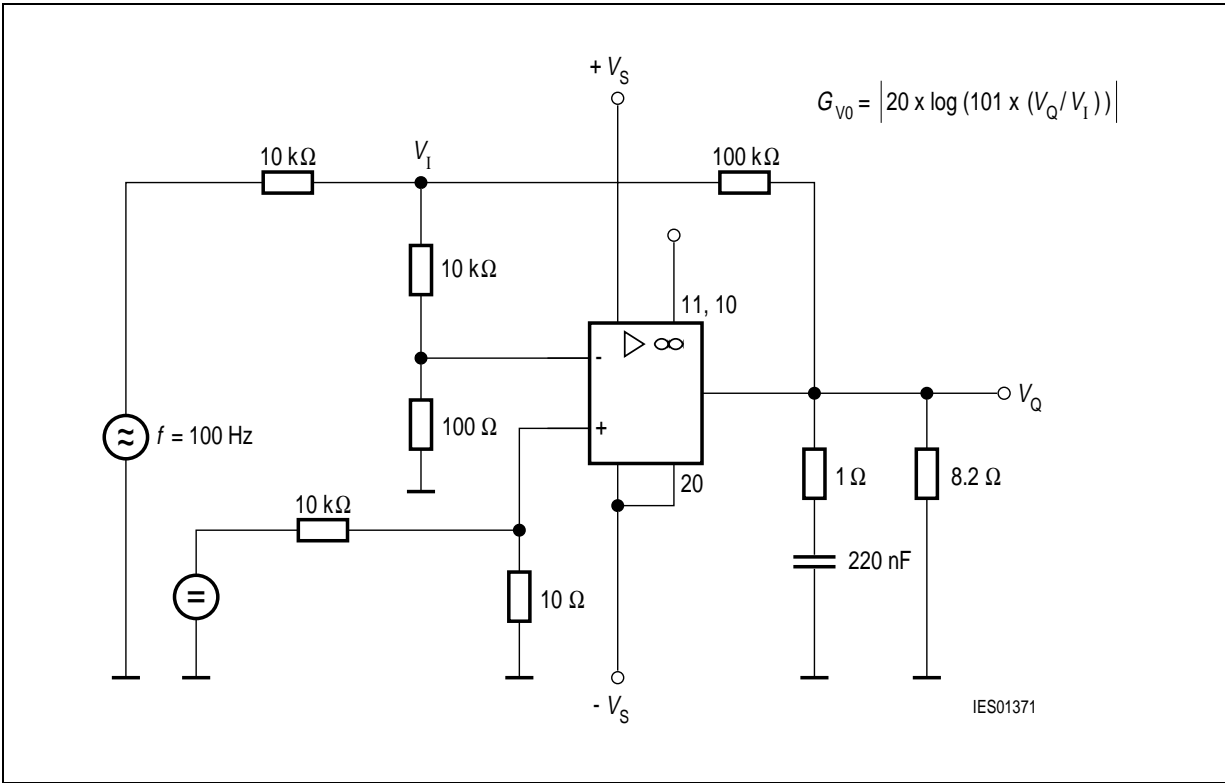 + V_S
G_V0 = |20 x log (101 x (V_Q / V_I))|
10 kΩ
V_I
100 kΩ
10 kΩ
11, 10
▷ ∞
-
V_Q
f = 100 Hz
100 Ω
+
1 Ω
8.2 Ω
20
10 kΩ
220 nF
=
10 Ω
- V_S
IES01371